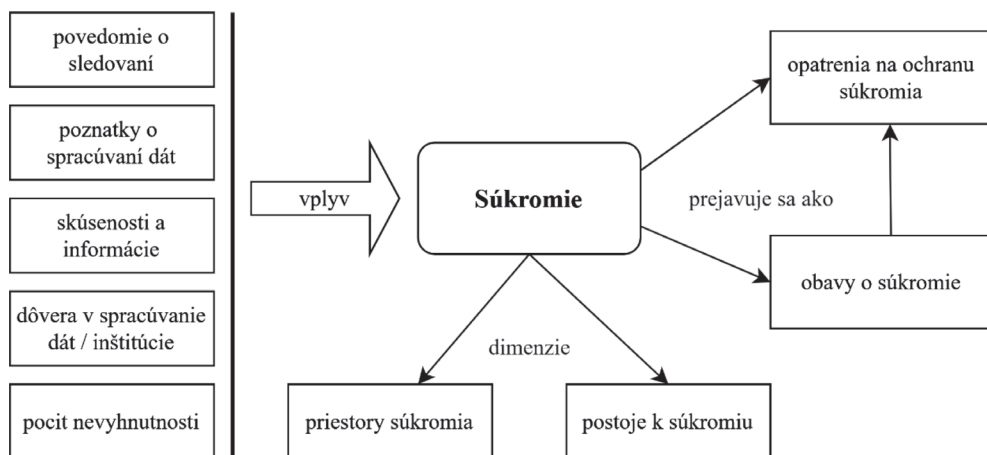 povedomie o
sledovaní
poznatky o
spracúvaní dát
skúsenosti a
informácie
dôvera v spracúvanie
dát / inštitúcie
pocit nevyhnutnosti
vplyv
Súkromie
opatrenia na ochranu
súkromia
prejavuje sa ako
obavy o súkromie
dimenzie
priestory súkromia
postoje k súkromiu